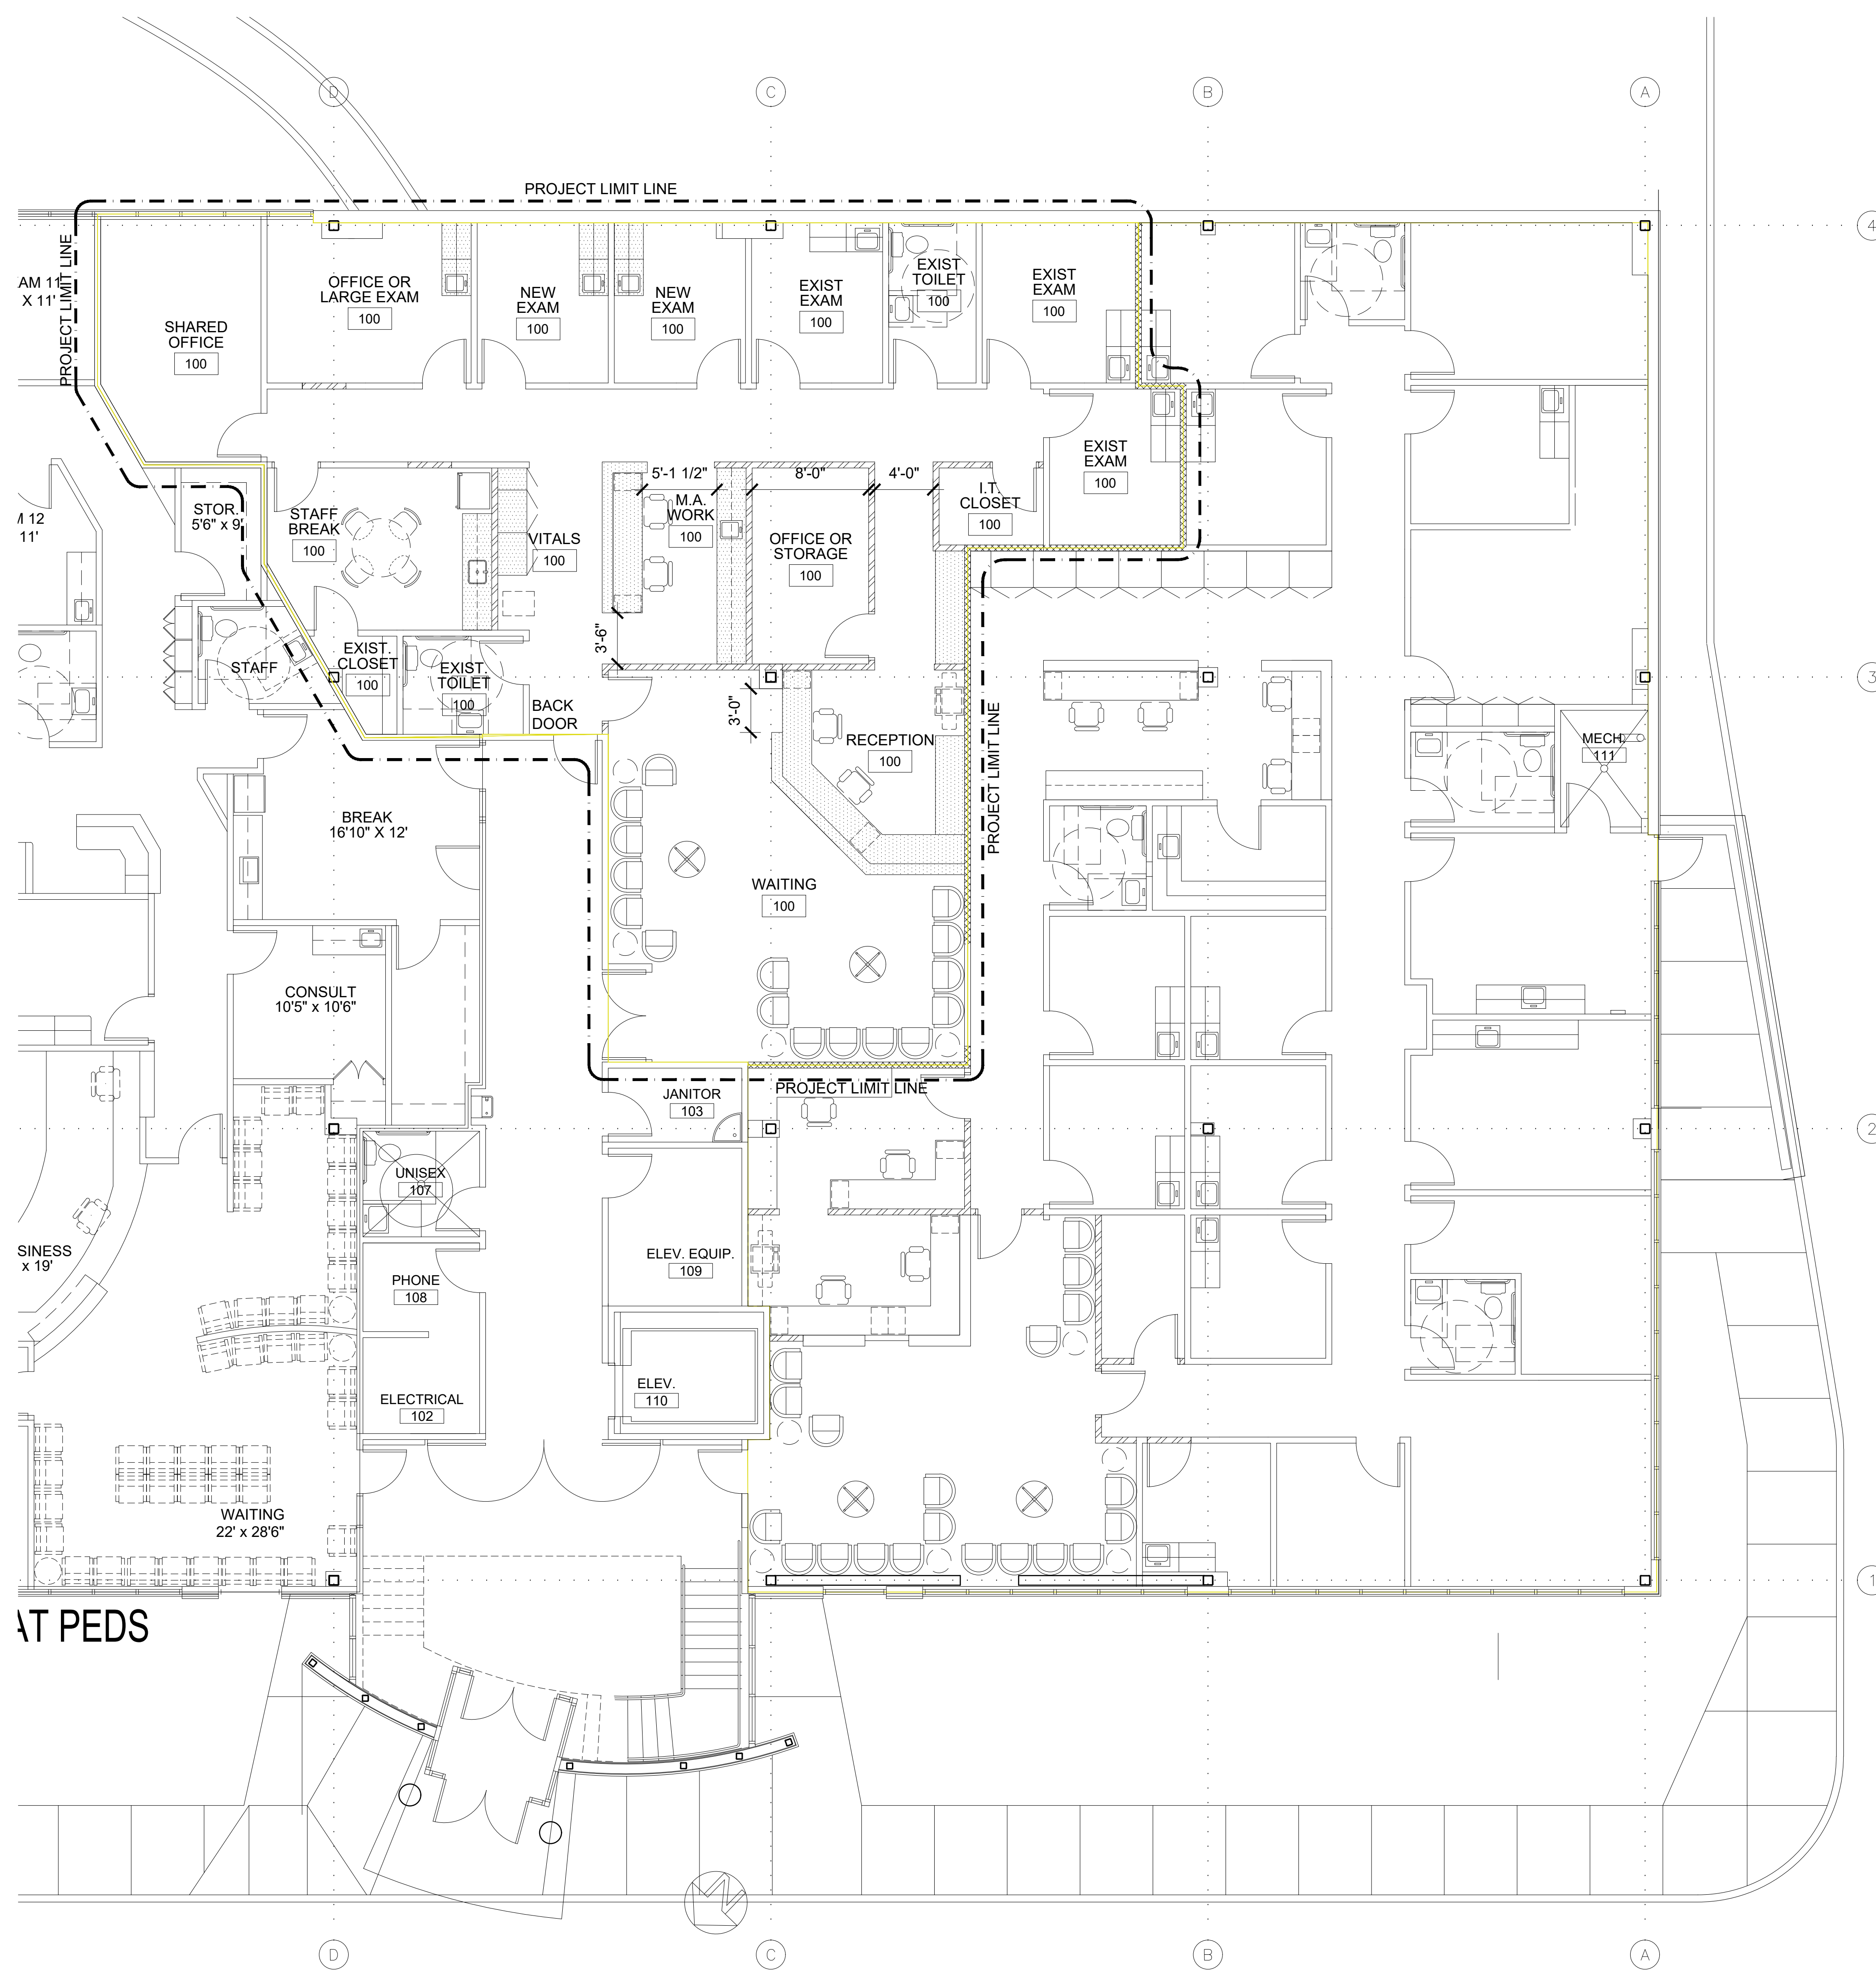 D
C
B
A
PROJECT LIMIT LINE
4
PROJECT LIMIT LINE
AM 11
X 11'
SHARED
OFFICE
100
OFFICE OR
LARGE EXAM
100
NEW
EXAM
100
NEW
EXAM
100
EXIST
EXAM
100
EXIST
TOILET
100
EXIST
EXAM
100
EXIST
EXAM
100
5'-1 1/2"
8'-0"
4'-0"
M 12
11'
STOR.
5'6" x 9'
STAFF
BREAK
100
VITALS
100
M.A.
WORK
100
OFFICE OR
STORAGE
100
I.T.
CLOSET
100
3'-6"
STAFF
EXIST.
CLOSET
100
EXIST.
TOILET
100
3
BACK
DOOR
3'-0"
RECEPTION
100
PROJECT LIMIT LINE
MECH.
111
BREAK
16'10" X 12'
WAITING
100
CONSULT
10'5" x 10'6"
PROJECT LIMIT LINE
JANITOR
103
2
UNISEX
107
SINESS
x 19'
PHONE
108
ELEV. EQUIP.
109
ELECTRICAL
102
ELEV.
110
WAITING
22' x 28'6"
1
AT PEDS
D
C
B
A